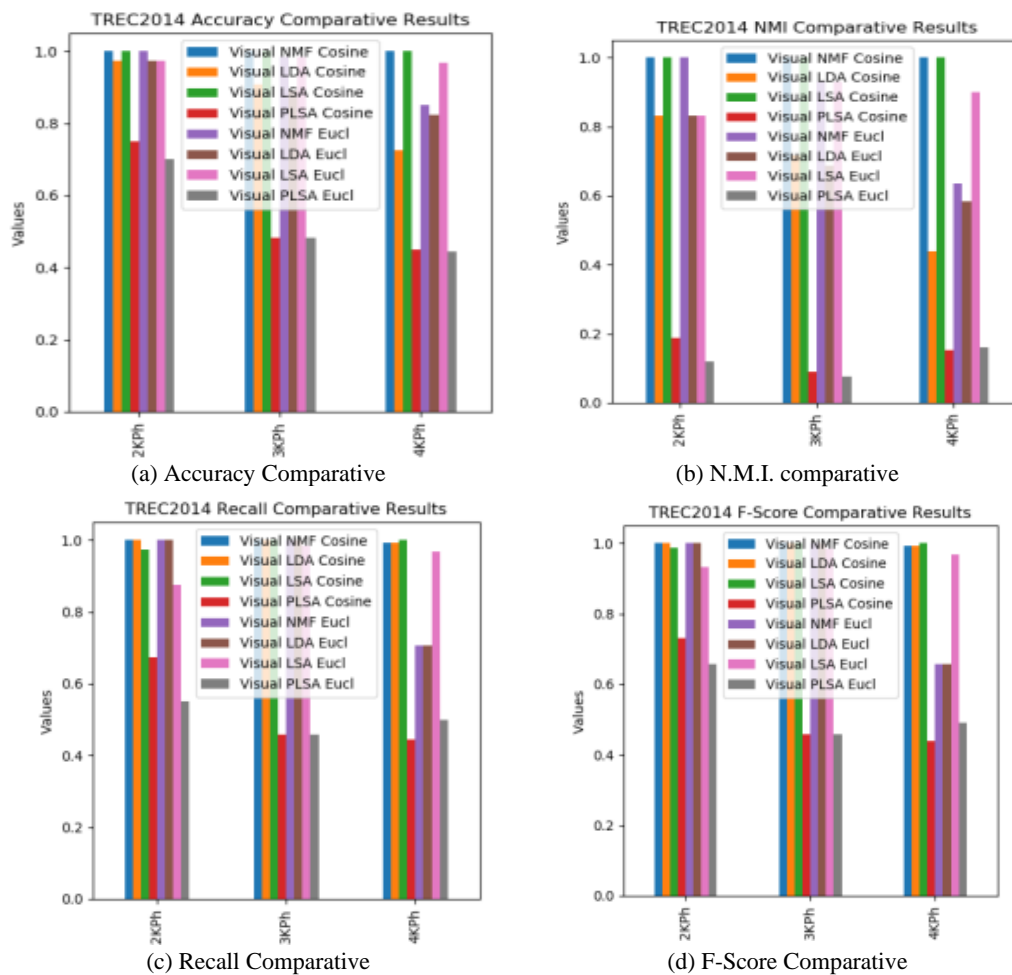 TREC2014 Accuracy Comparative Results
1.0
0.8
0.6
0.4
0.2
0.0
Values
Visual NMF Cosine
Visual LDA Cosine
Visual LSA Cosine
Visual PLSA Cosine
Visual NMF Eucl
Visual LDA Eucl
Visual LSA Eucl
Visual PLSA Eucl
2KPh
3KPh
4KPh
(a) Accuracy Comparative
TREC2014 NMI Comparative Results
1.0
0.8
0.6
0.4
0.2
0.0
Values
Visual NMF Cosine
Visual LDA Cosine
Visual LSA Cosine
Visual PLSA Cosine
Visual NMF Eucl
Visual LDA Eucl
Visual LSA Eucl
Visual PLSA Eucl
2KPh
3KPh
4KPh
(b) N.M.I. comparative
TREC2014 Recall Comparative Results
1.0
0.8
0.6
0.4
0.2
0.0
Values
Visual NMF Cosine
Visual LDA Cosine
Visual LSA Cosine
Visual PLSA Cosine
Visual NMF Eucl
Visual LDA Eucl
Visual LSA Eucl
Visual PLSA Eucl
2KPh
3KPh
4KPh
(c) Recall Comparative
TREC2014 F-Score Comparative Results
1.0
0.8
0.6
0.4
0.2
0.0
Values
Visual NMF Cosine
Visual LDA Cosine
Visual LSA Cosine
Visual PLSA Cosine
Visual NMF Eucl
Visual LDA Eucl
Visual LSA Eucl
Visual PLSA Eucl
2KPh
3KPh
4KPh
(d) F-Score Comparative